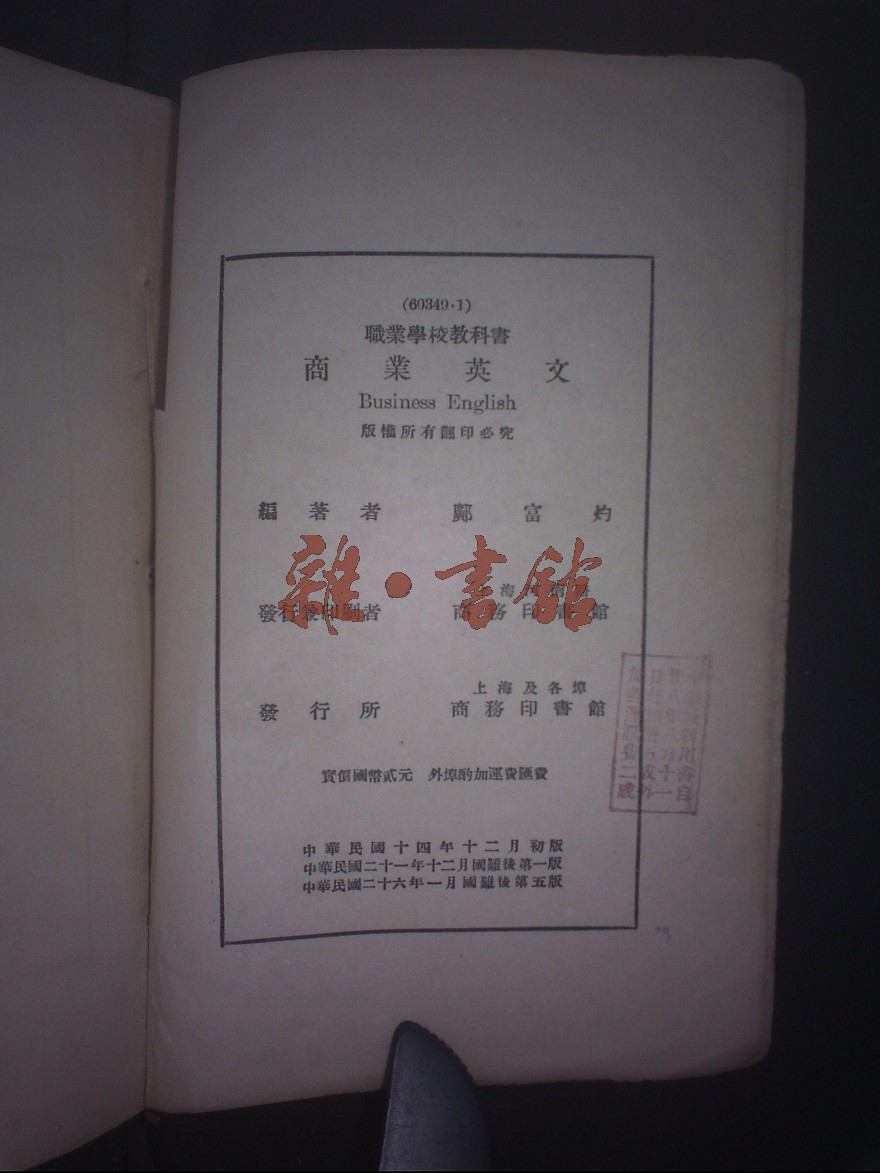 (60349·1)
職業學校教科書
商業英文
Business English
版權所有翻印必究
編著者 鄺富灼
雜·書館
海
發行兼印刷者 商務印書館
上海及各埠
發行所 商務印書館
實價國幣貳元 外埠酌加運費匯費
中華民國十四年十二月初版
中華民國二十一年十二月國難後第一版
中華民國二十六年一月國難後第五版